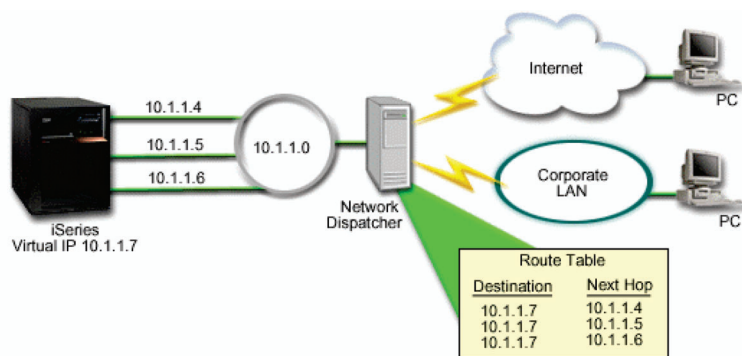 Internet
PC
10.1.1.4
10.1.1.5
10.1.1.6
10.1.1.0
iSeries
Virtual IP 10.1.1.7
Network
Dispatcher
Corporate
LAN
PC
Route Table
Destination Next Hop
10.1.1.7 10.1.1.4
10.1.1.7 10.1.1.5
10.1.1.7 10.1.1.6